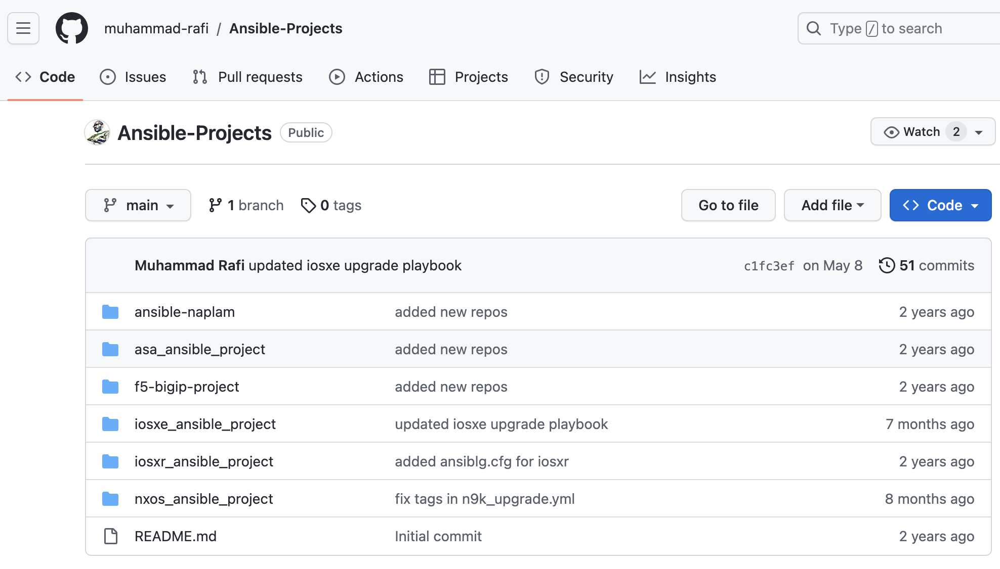 muhammad-rafi / Ansible-Projects
Type / to search
Code Issues Pull requests Actions Projects Security Insights
Ansible-Projects Public
Watch 2
main 1 branch 0 tags Go to file Add file Code
Muhammad Rafi updated iosxe upgrade playbook c1fc3ef on May 8 51 commits
ansible-naplam added new repos 2 years ago
asa_ansible_project added new repos 2 years ago
f5-bigip-project added new repos 2 years ago
iosxe_ansible_project updated iosxe upgrade playbook 7 months ago
iosxr_ansible_project added ansiblg.cfg for iosxr 2 years ago
nxos_ansible_project fix tags in n9k_upgrade.yml 8 months ago
README.md Initial commit 2 years ago